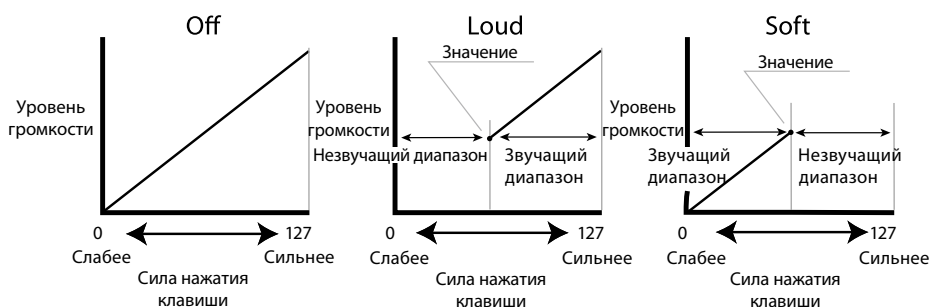 Off
Уровень
громкости
0
127
Слабее
Сильнее
Сила нажатия
клавиши
Loud
Значение
Уровень
громкости
Незвучащий диапазон
Звучащий
диапазон
0
127
Слабее
Сильнее
Сила нажатия
клавиши
Soft
Значение
Уровень
громкости
Звучащий
диапазон
Незвучащий
диапазон
0
127
Слабее
Сильнее
Сила нажатия
клавиши